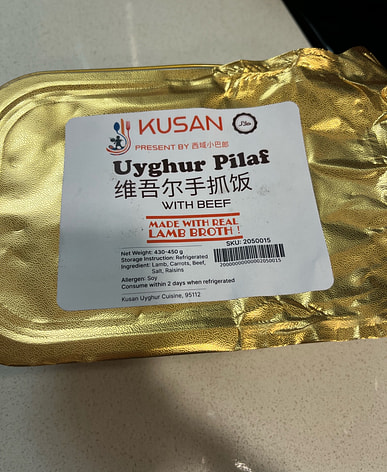 KUSAN
حلال
PRESENT BY 西域小巴郎
Uyghur Pilaf
维吾尔手抓饭
WITH BEEF
MADE WITH REAL
LAMB BROTH !
SKU: 2050015
Net Weight: 430-450 g
Storage Instruction: Refrigerated
Ingredient: Lamb, Carrots, Beef,
Salt, Raisins
Allergen: Soy
Consume within 2 days when refrigerated
Kusan Uyghur Cuisine, 95112